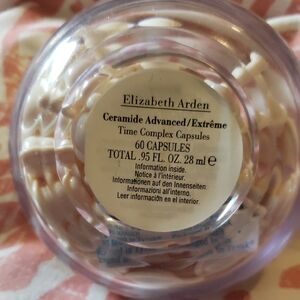 Elizabeth Arden
Ceramide Advanced/Extrême
Time Complex Capsules
60 CAPSULES
TOTAL .95 FL. OZ. 28 ml ℮
Information inside.
Notice à l'intérieur.
Informationen auf den Innenseiten
Informazioni all'interno.
Leer información en el interior.